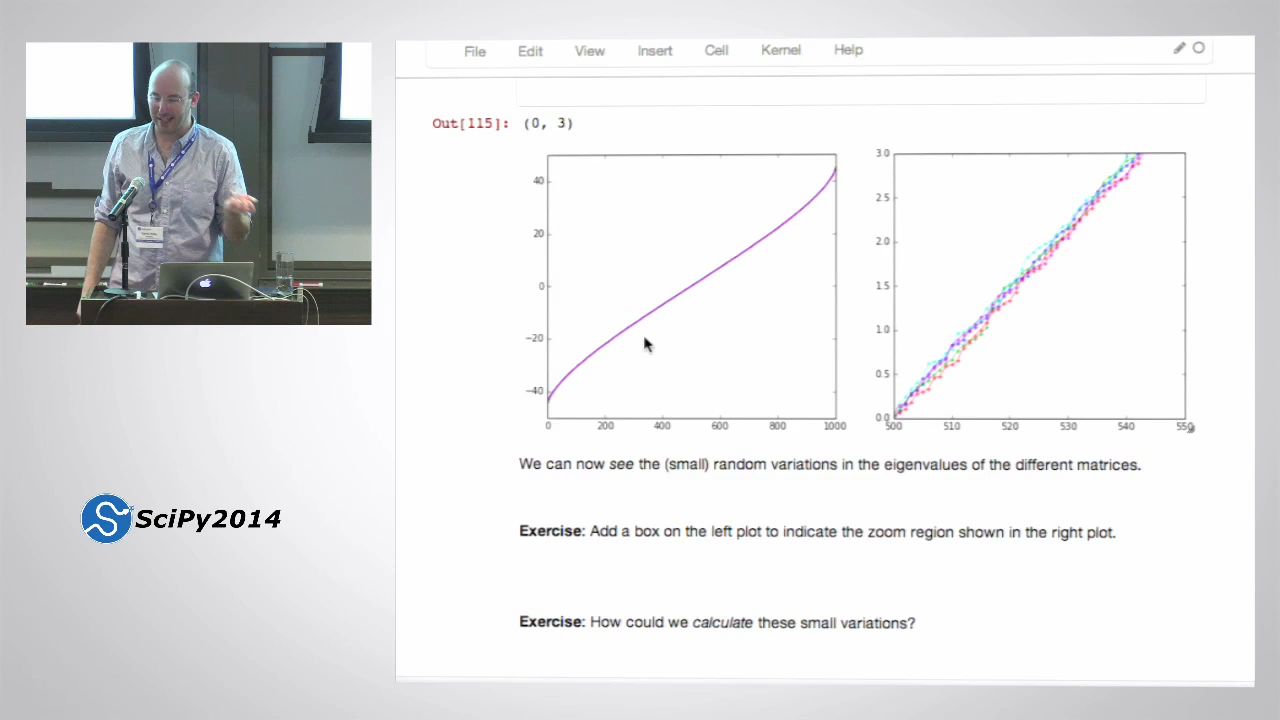 File Edit View Insert Cell Kernel Help
Out[115]: (0, 3)
40
20
0
−20
−40
0 200 400 600 800 1000
3.0
2.5
2.0
1.5
1.0
0.5
0.0
500 510 520 530 540 550
We can now see the (small) random variations in the eigenvalues of the different matrices.
Exercise: Add a box on the left plot to indicate the zoom region shown in the right plot.
Exercise: How could we calculate these small variations?
SciPy2014